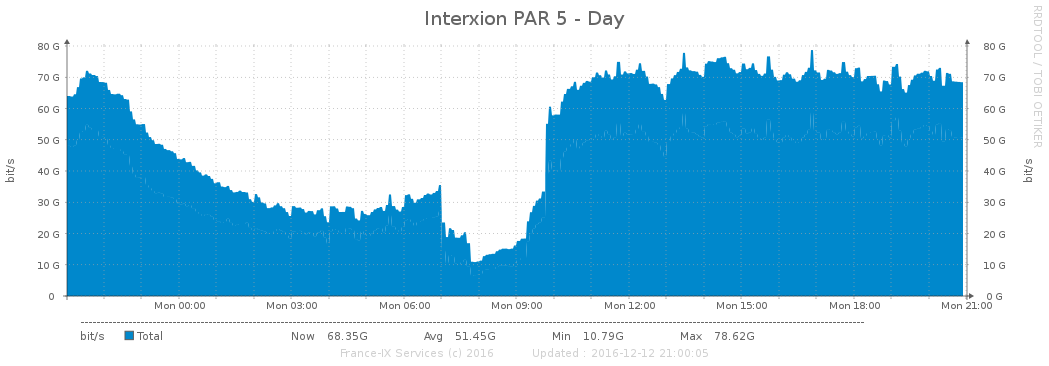 Interxion PAR 5 - Day
RRDTOOL / TOBI OETIKER
80 G 80 G
70 G 70 G
60 G 60 G
50 G 50 G
40 G 40 G
30 G 30 G
20 G 20 G
10 G 10 G
0 0 G
bit/s bit/s
Mon 00:00 Mon 03:00 Mon 06:00 Mon 09:00 Mon 12:00 Mon 15:00 Mon 18:00 Mon 21:00
bit/s Total Now 68.35G Avg 51.45G Min 10.79G Max 78.62G
France-IX Services (c) 2016 Updated : 2016-12-12 21:00:05